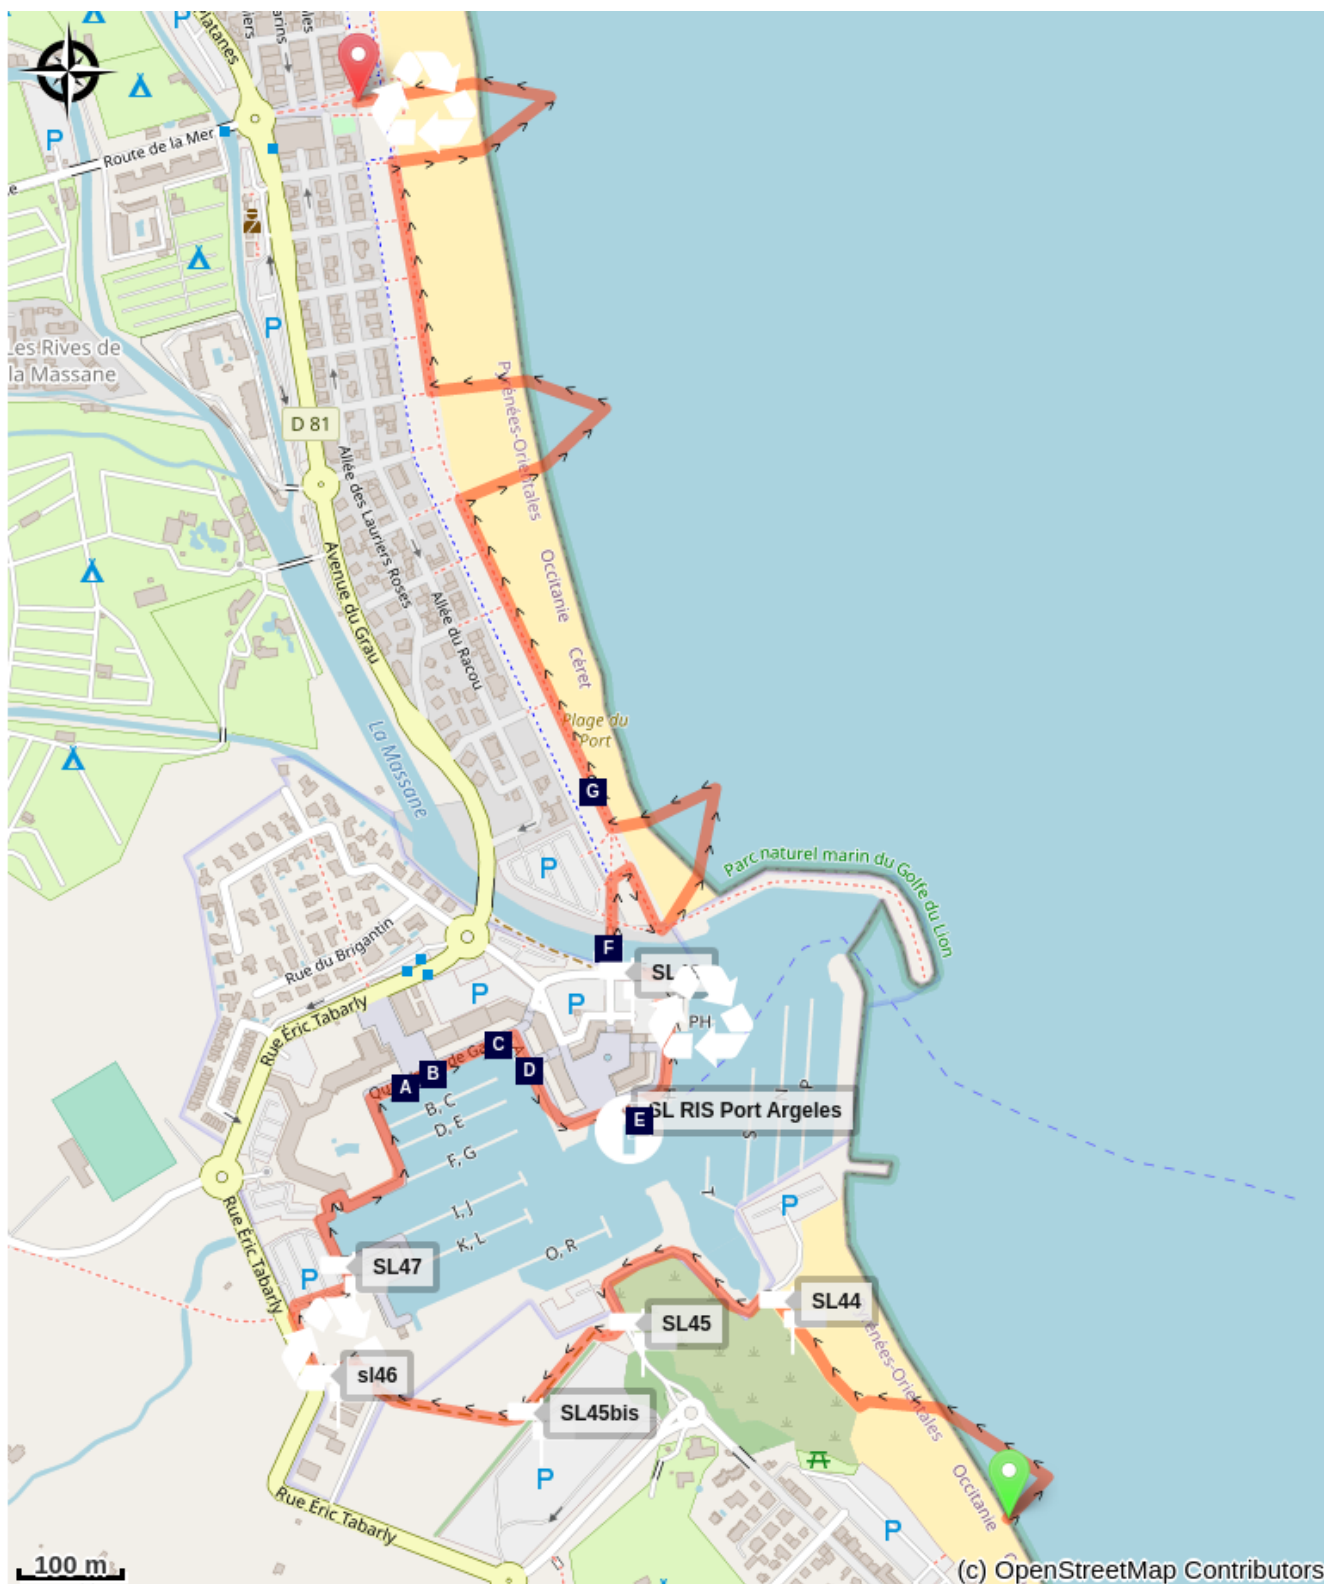 Platanes
P
Route de la Mer
P
P
Les Rives de
la Massane
D 81
Allée des Lauriers Roses
Avenue du Grau
Allée du Racou
Pyrénées-Orientales
Occitanie
Céret
Plage du
Port
La Massane
G
P
Parc naturel marin du Golfe du Lion
F
Rue du Brigantin
P
P
PH
Rue Éric Tabarly
A
B
C
D
E
SL RIS Port Argeles
B, C
D, E
F, G
I, J
K, L
O, R
P
N
S
T
P
Rue Éric Tabarly
SL47
P
SL44
SL45
sl46
SL45bis
P
Pyrénées-Orientales
Occitanie
P
Rue Éric Tabarly
100 m
(c) OpenStreetMap Contributors